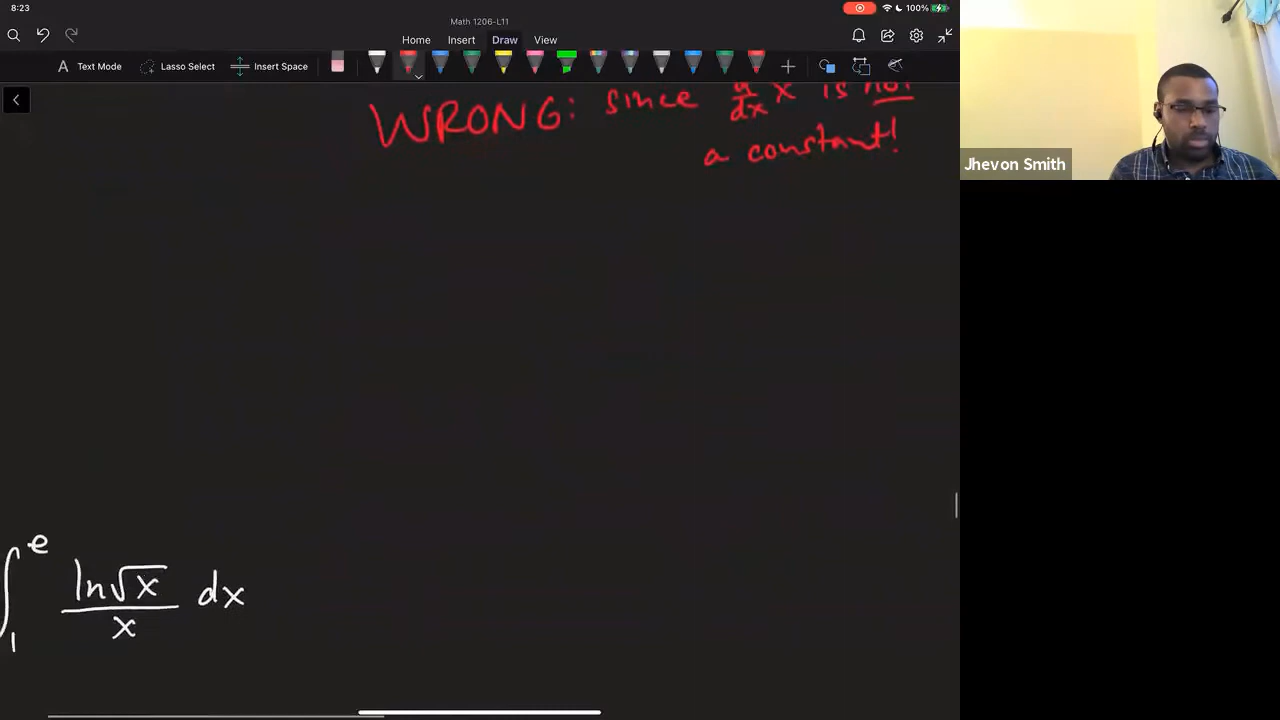 8:23
100%
Math 1206-L11
Home Insert Draw View
Text Mode Lasso Select Insert Space
WRONG: since d/dx x is not
a constant!
Jhevon Smith
∫₁ᵉ ln√x / x dx